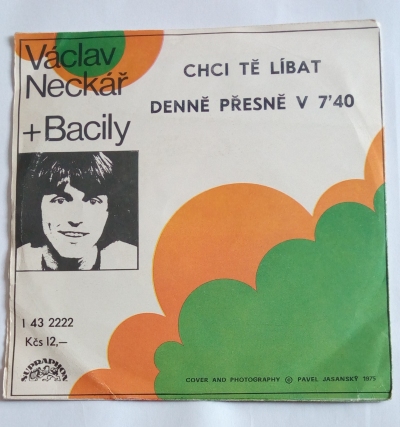 Václav
Neckář
+ Bacily
CHCI TĚ LÍBAT
DENNĚ PŘESNĚ V 7'40
1 43 2222
Kčs 12,—
SUPRAPHON
COVER AND PHOTOGRAPHY © PAVEL JASANSKÝ 1975